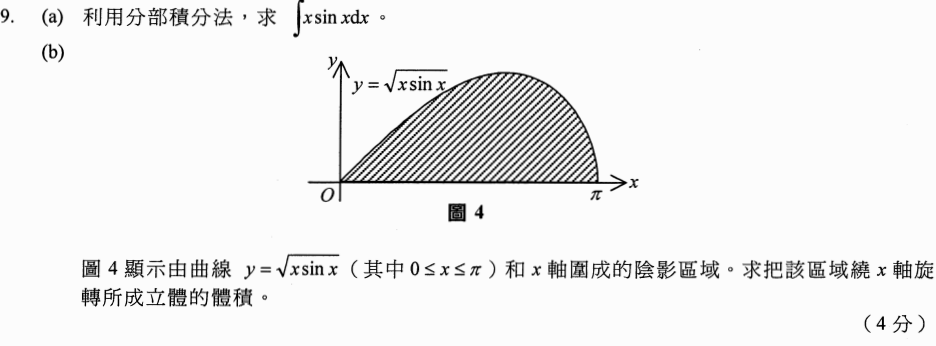 9. (a) 利用分部積分法,求 ∫x sin x dx。
(b)
y
y = √(x sin x)
O
π
x
圖 4
圖 4 顯示由曲線 y = √(x sin x) (其中 0 ≤ x ≤ π) 和 x 軸圍成的陰影區域。求把該區域繞 x 軸旋
轉所成立體的體積。
(4 分)